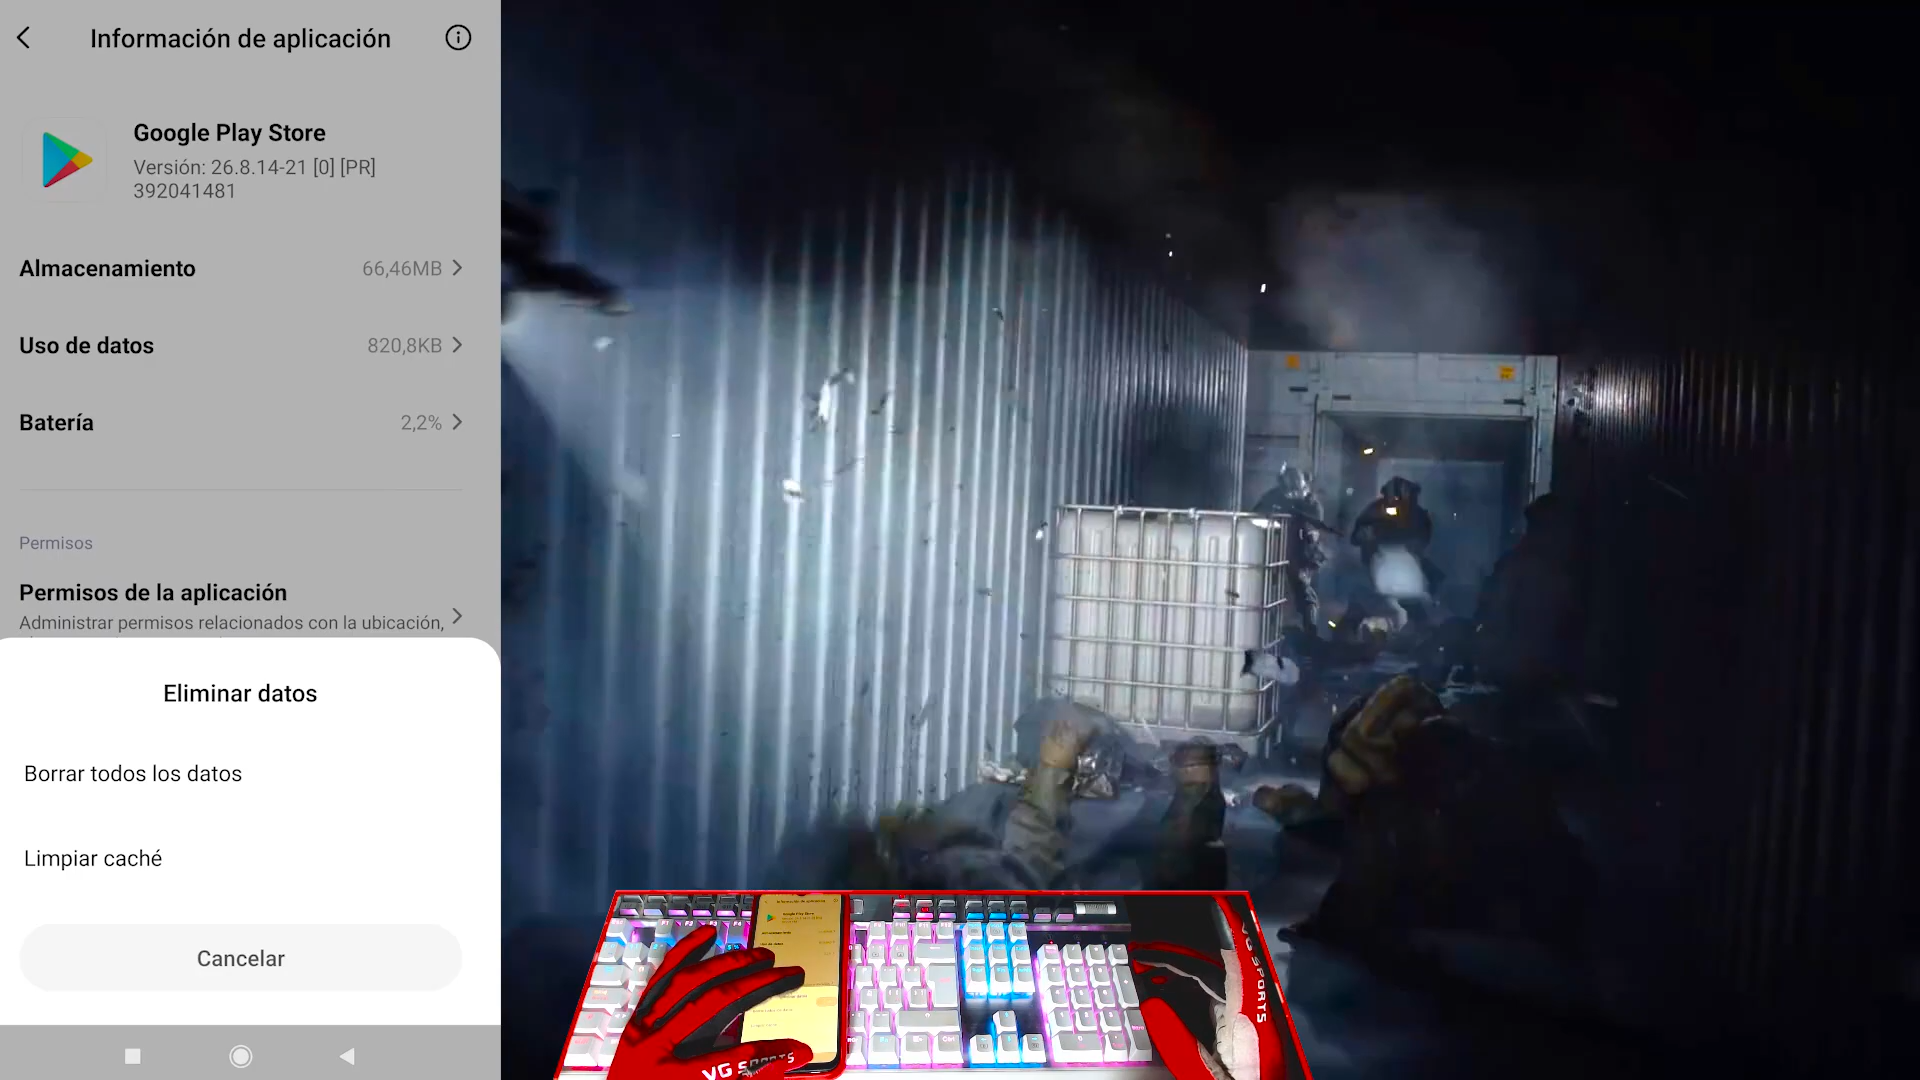 Información de aplicación
Google Play Store
Versión: 26.8.14-21 [0] [PR]
392041481
Almacenamiento
66,46MB
Uso de datos
820,8KB
Batería
2,2%
Permisos
Permisos de la aplicación
Administrar permisos relacionados con la ubicación,
Eliminar datos
Borrar todos los datos
Limpiar caché
Cancelar
VG SPORTS
VG SPORTS